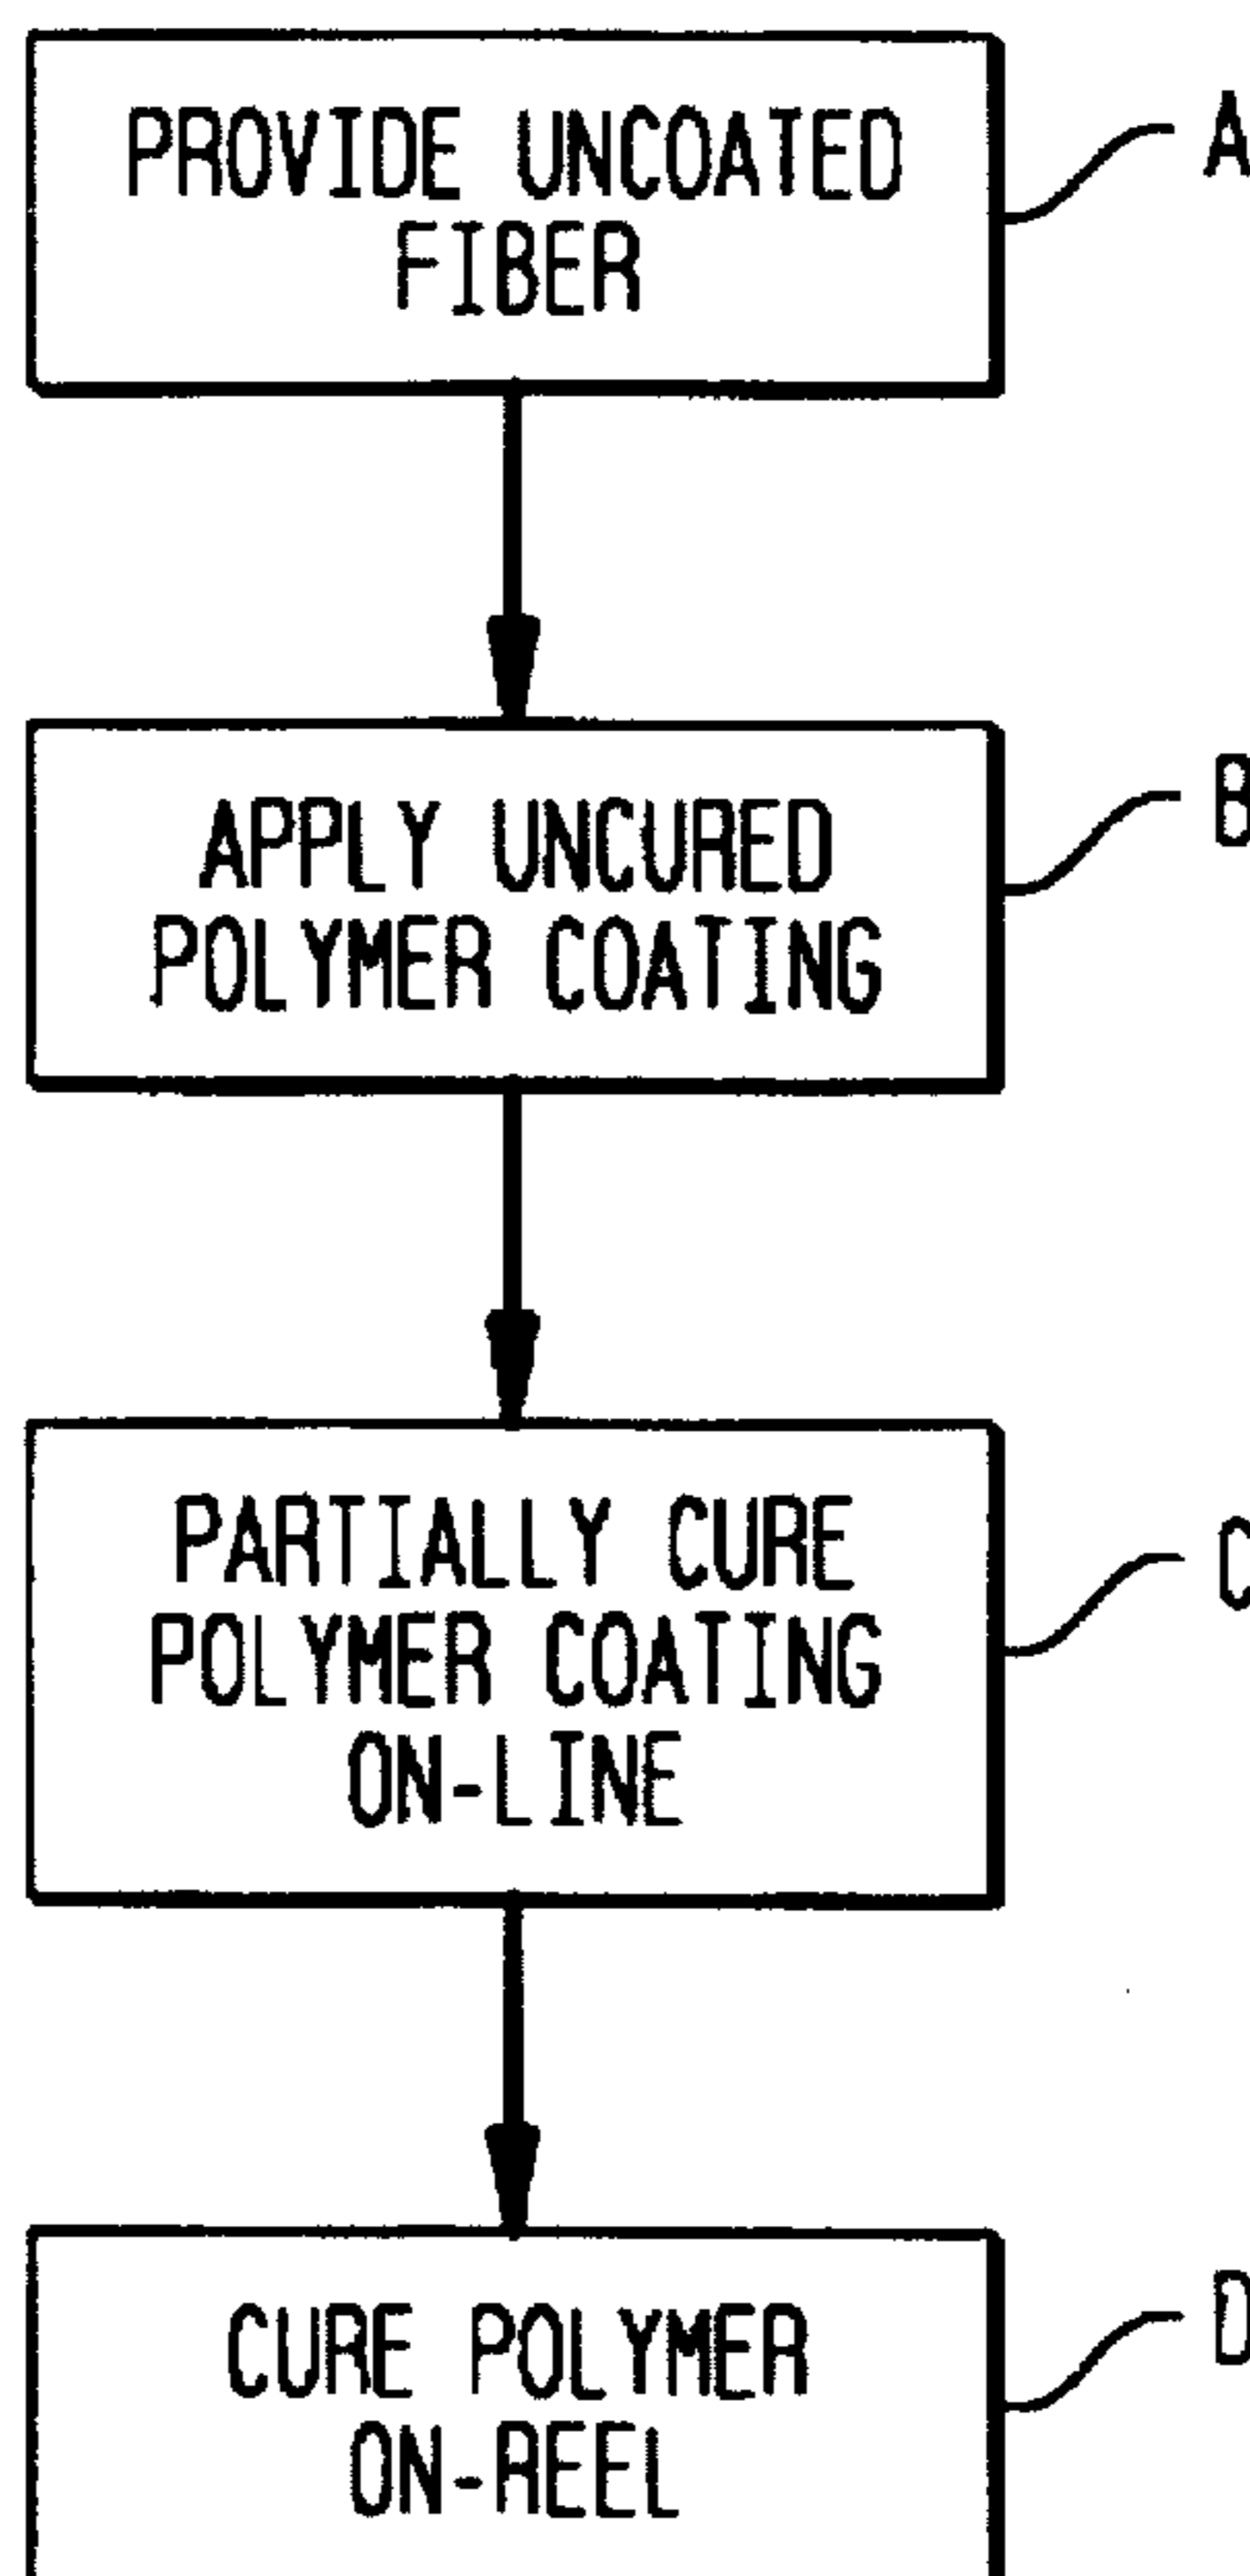 PROVIDE UNCOATED
FIBER
A
APPLY UNCURED
POLYMER COATING
B
PARTIALLY CURE
POLYMER COATING
ON-LINE
C
CURE POLYMER
ON-REEL
D